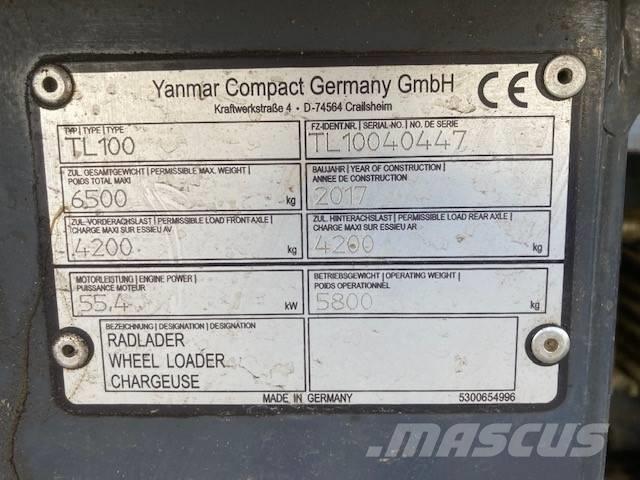 Yanmar Compact Germany GmbH
Kraftwerkstraße 4 • D-74564 Crailsheim
CE
TYP | TYPE | TYPE
TL100
FZ-IDENT.NR. | SERIAL-NO. | NO. DE SERIE
TL10040447
ZUL. GESAMTGEWICHT | PERMISSIBLE MAX. WEIGHT |
POIDS TOTAL MAXI
6500 kg
BAUJAHR | YEAR OF CONSTRUCTION |
ANNEE DE CONSTRUCTION
2017
ZUL. VORDERACHSLAST | PERMISSIBLE LOAD FRONT AXLE |
CHARGE MAXI SUR ESSIEU AV
4200 kg
ZUL. HINTERACHSLAST | PERMISSIBLE LOAD REAR AXLE |
CHARGE MAXI SUR ESSIEU AR
4200 kg
MOTORLEISTUNG | ENGINE POWER |
PUISSANCE MOTEUR
55,4 kW
BETRIEBSGEWICHT | OPERATING WEIGHT |
POIDS OPERATIONNEL
5800 kg
BEZEICHNUNG | DESIGNATION | DESIGNATION
RADLADER
WHEEL LOADER
CHARGEUSE
MADE IN GERMANY
5300654996
MASCUS